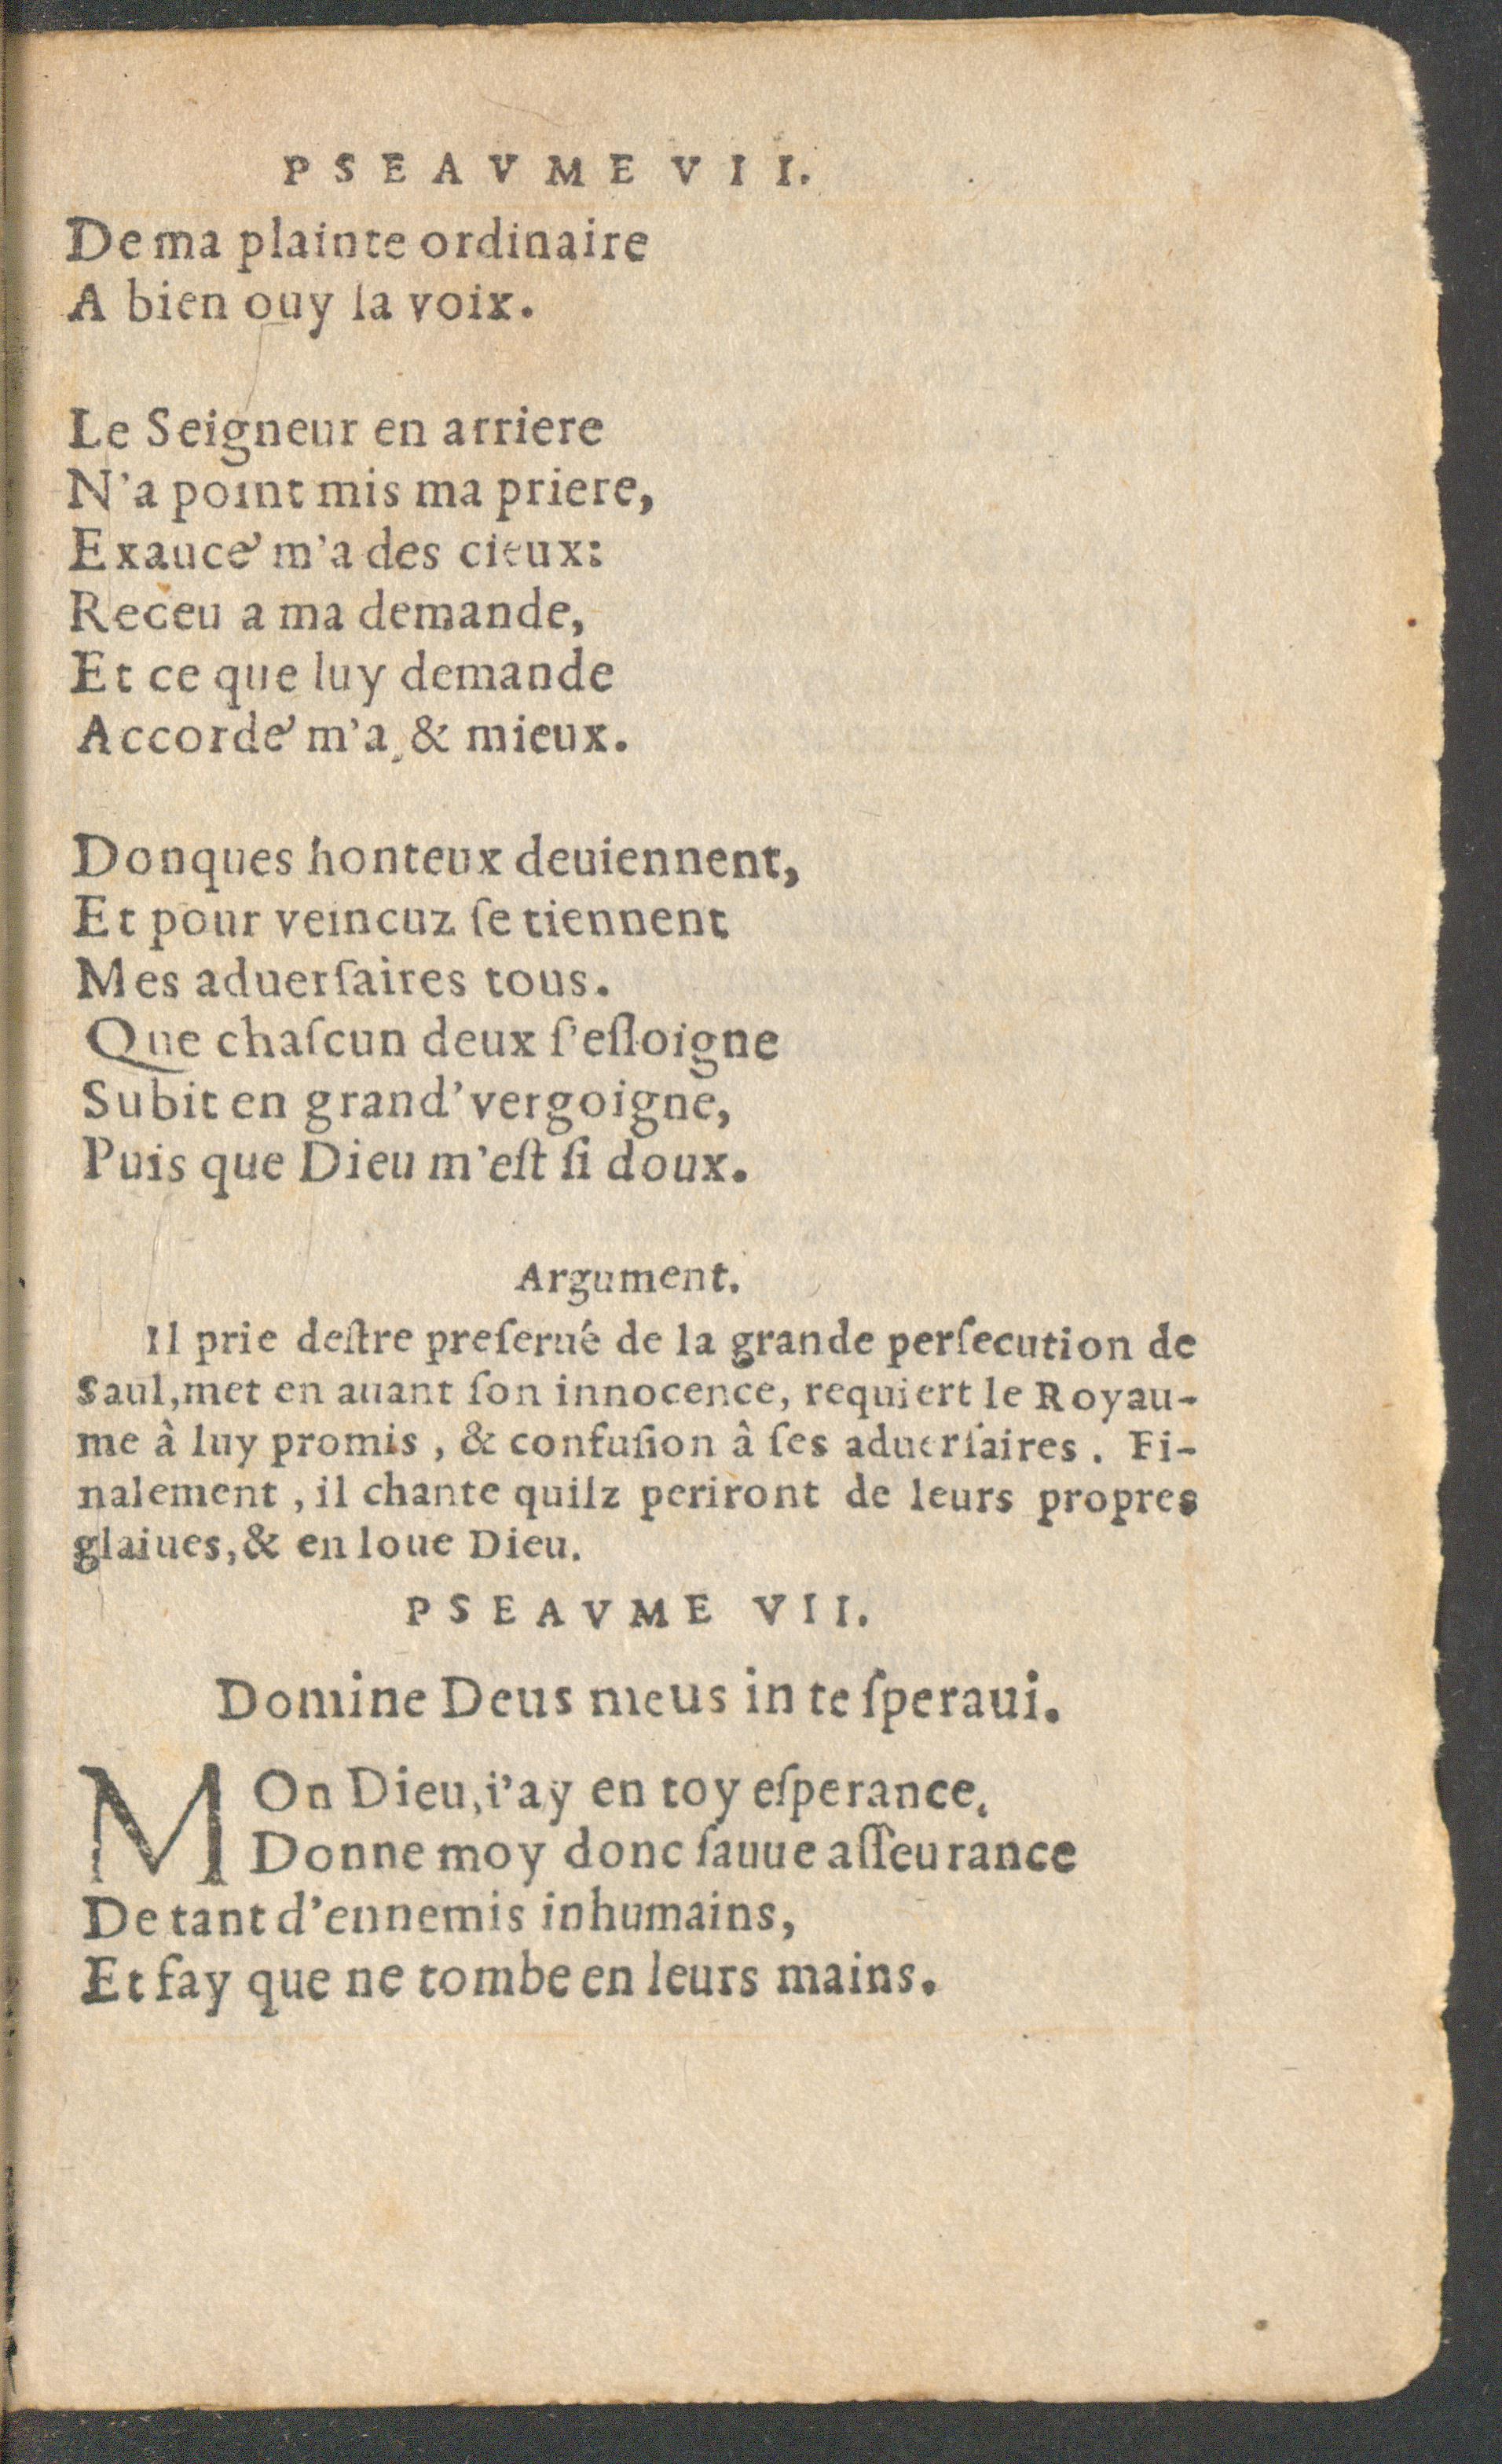 PSEAVME VII.
De ma plainte ordinaire
A bien ouy la voix.
Le Seigneur en arriere
N'a point mis ma priere,
Exaucé m'a des cieux:
Receu a ma demande,
Et ce que luy demande
Accordé m'a, & mieux.
Donques honteux deuiennent,
Et pour veincuz ſe tiennent
Mes aduerſaires tous.
Que chaſcun deux ſ'eſloigne
Subit en grand'vergoigne,
Puis que Dieu m'eſt ſi doux.
Argument.
Il prie deſtre preſerué de la grande perſecution de
Saul, met en auant ſon innocence, requiert le Royau-
me à luy promis, & confuſion â ſes aduerſaires. Fi-
nalement, il chante quilz periront de leurs propres
glaiues, & en loue Dieu.
PSEAVME VII.
Domine Deus meus in te ſperaui.
MOn Dieu, i'ay en toy eſperance,
Donne moy donc ſauue aſſeurance
De tant d'ennemis inhumains,
Et fay que ne tombe en leurs mains.